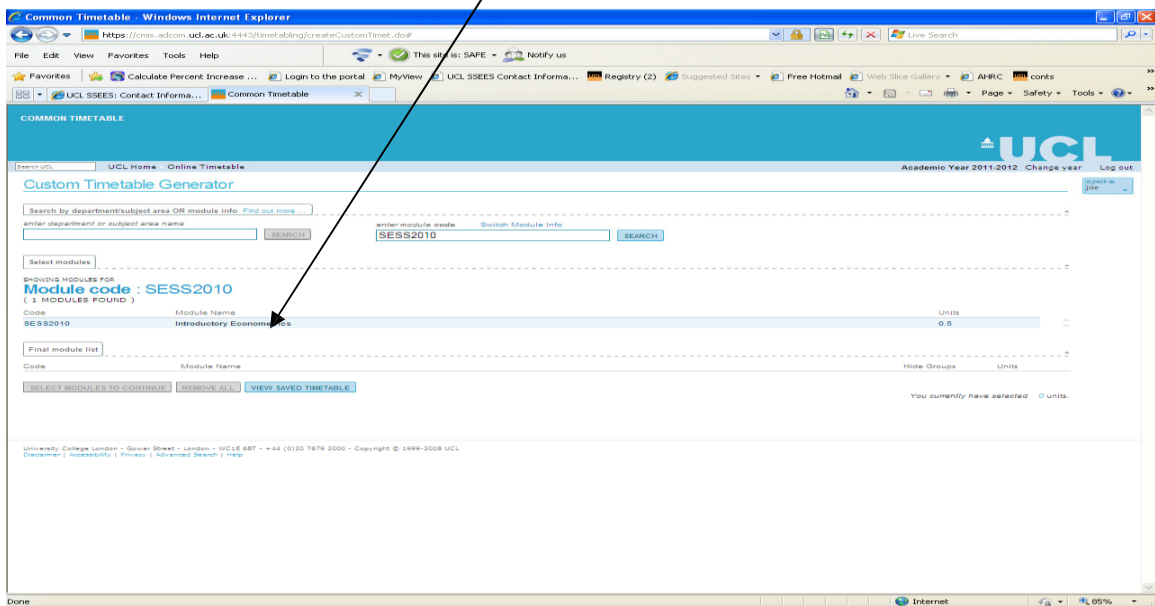 Common Timetable - Windows Internet Explorer
https://cmis.adcom.ucl.ac.uk:4443/timetabling/createCustomTimet.do#
Live Search
File Edit View Favorites Tools Help
This site is: SAFE
Notify us
Favorites Calculate Percent Increase ... Login to the portal MyView UCL SSEES Contact Informa... Registry (2) Suggested Sites Free Hotmail Web Slice Gallery AHRC conts
UCL SSEES: Contact Informa... Common Timetable Page Safety Tools
COMMON TIMETABLE
UCL
Search UCL UCL Home Online Timetable Academic Year 2011-2012 Change year Log out
Custom Timetable Generator
joe
Search by department/subject area OR module info Find out more ...
enter department or subject area name enter module code Switch Module Info
SEARCH SESS2010 SEARCH
Select modules
SHOWING MODULES FOR
Module code : SESS2010
( 1 MODULES FOUND )
Code Module Name Units
SESS2010 Introductory Econometrics 0.5
Final module list
Code Module Name Hide Groups Units
SELECT MODULES TO CONTINUE REMOVE ALL VIEW SAVED TIMETABLE
You currently have selected 0 units.
University College London - Gower Street - London - WC1E 6BT - +44 (0)20 7679 2000 - Copyright © 1999-2008 UCL
Disclaimer | Accessibility | Privacy | Advanced Search | Help
Done Internet 85%